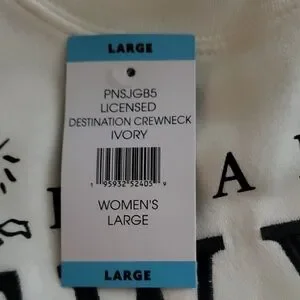 LARGE
PNSJGB5
LICENSED
DESTINATION CREWNECK
IVORY
1 95932 52405 9
WOMEN'S
LARGE
LARGE
A